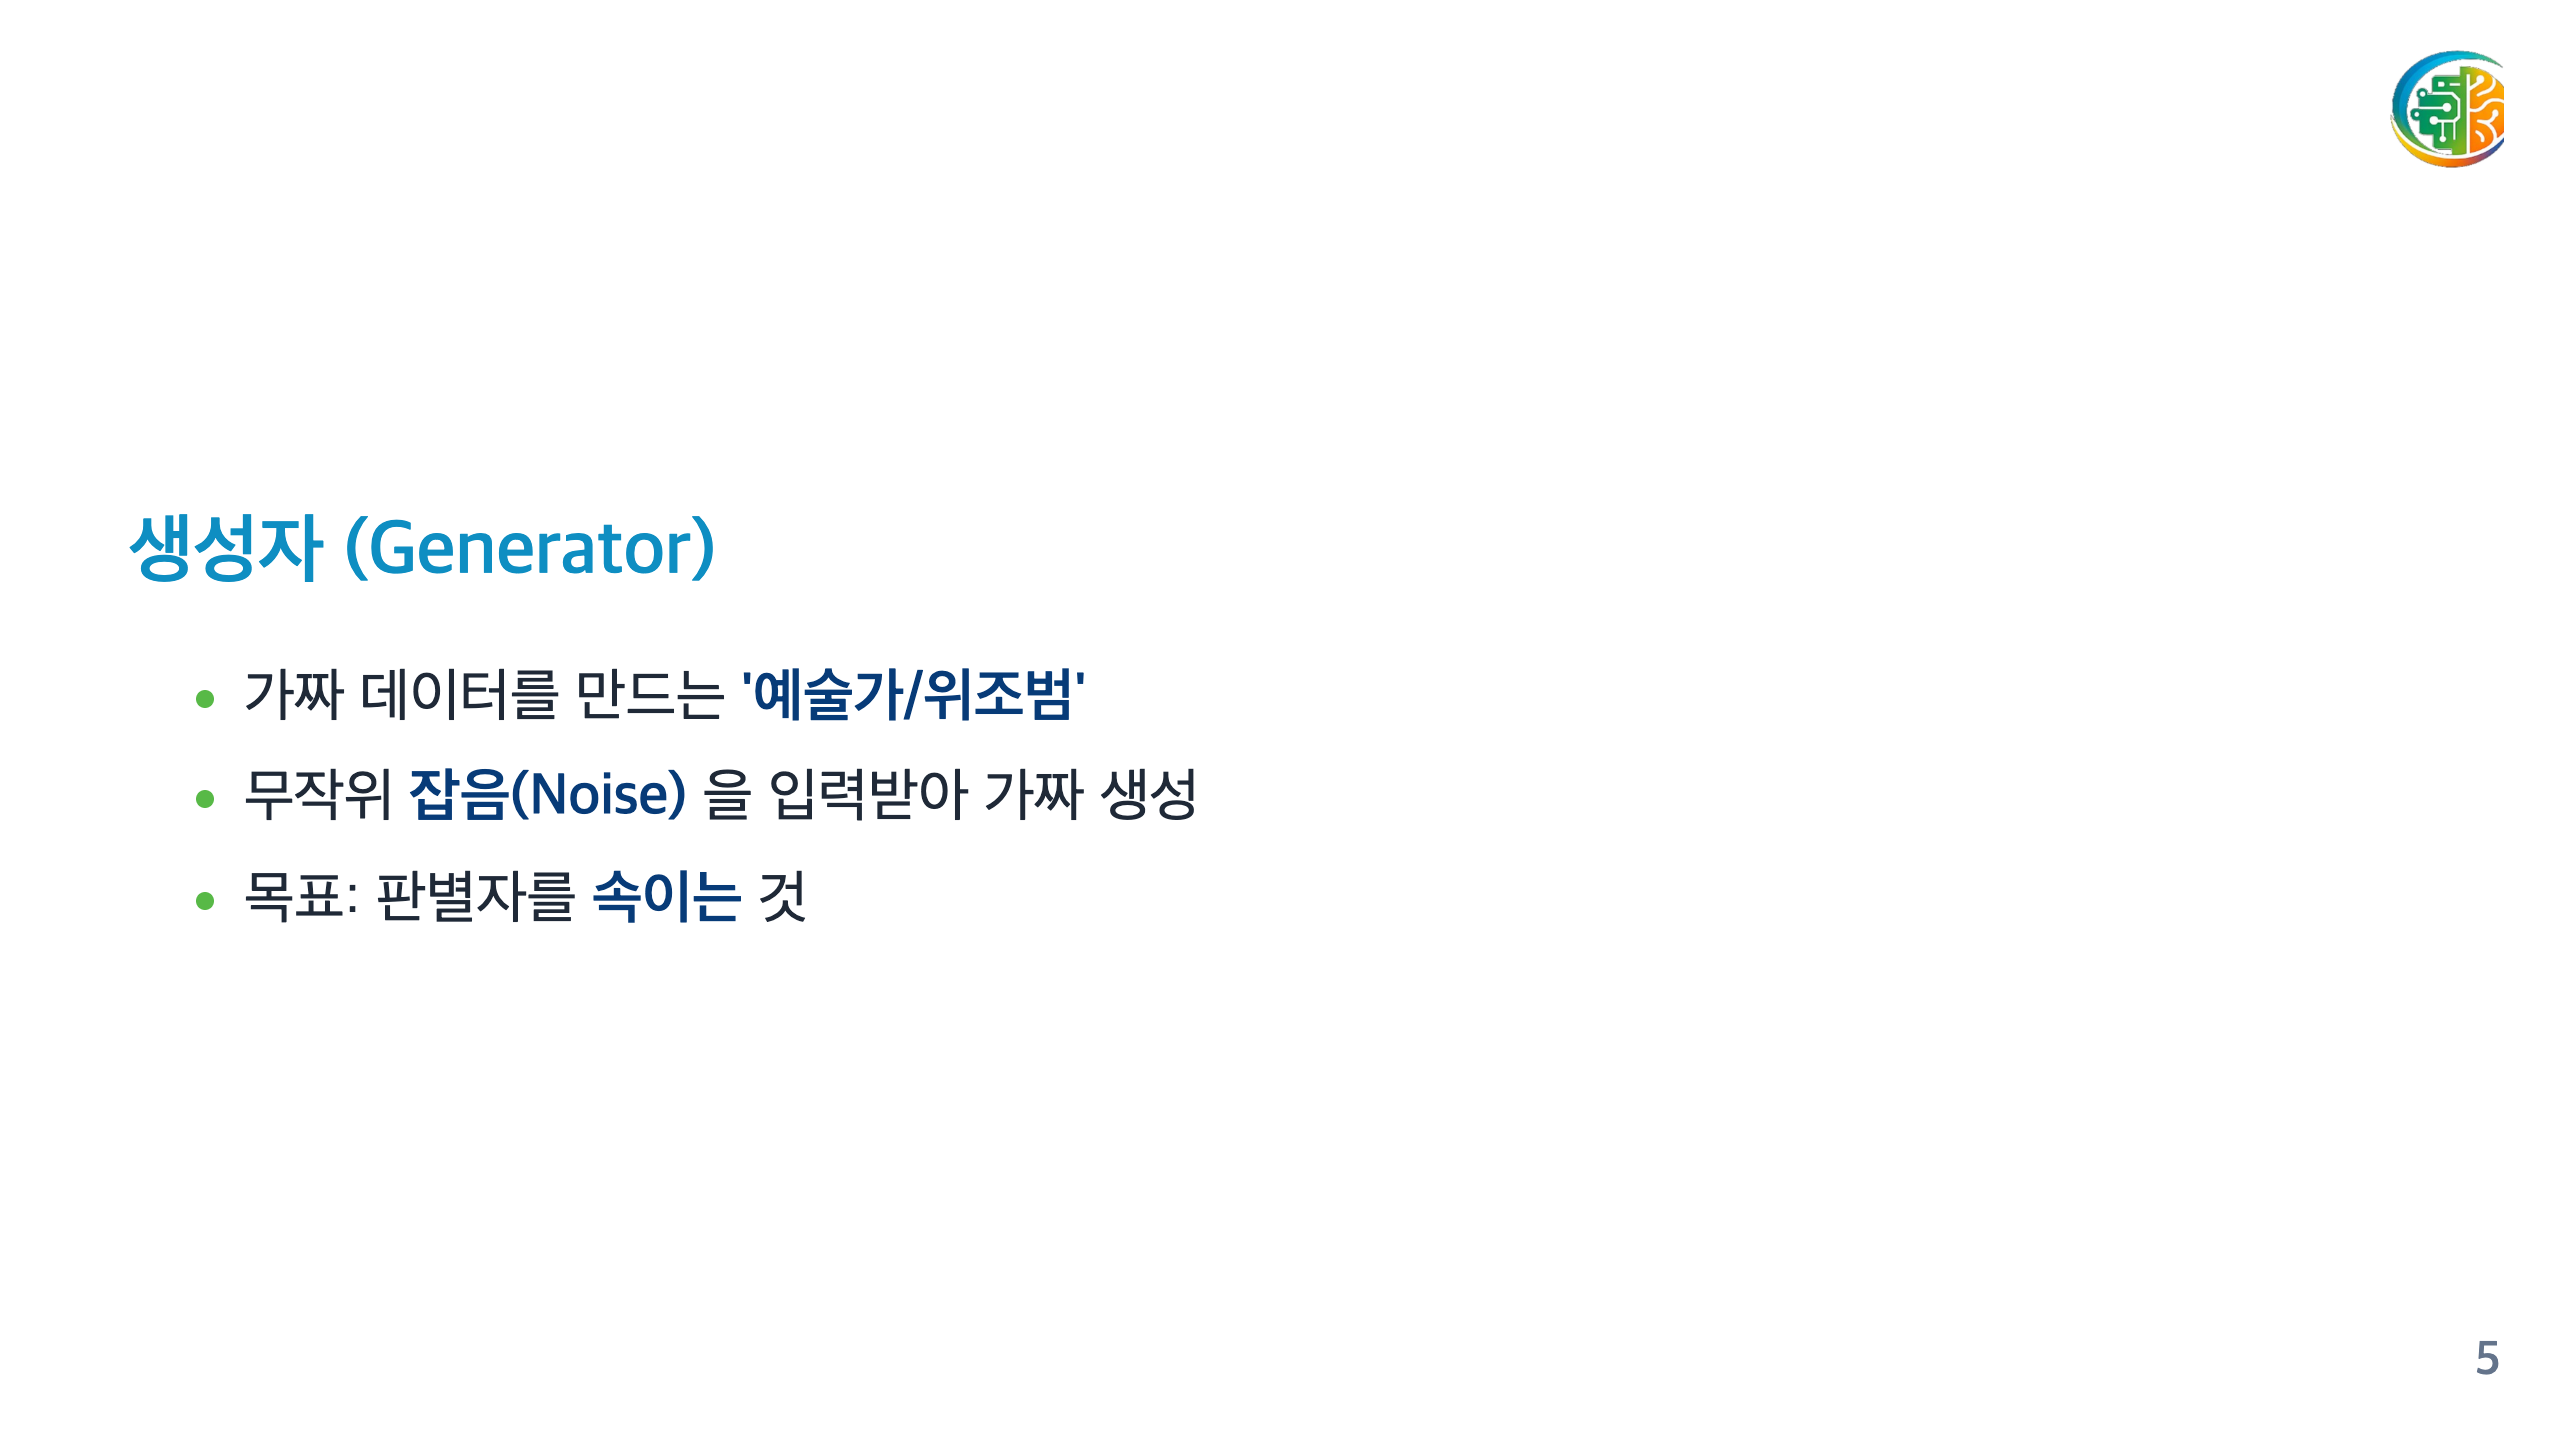 생성자 (Generator)
• 가짜 데이터를 만드는 '예술가/위조범'
• 무작위 잡음(Noise) 을 입력받아 가짜 생성
• 목표: 판별자를 속이는 것
5